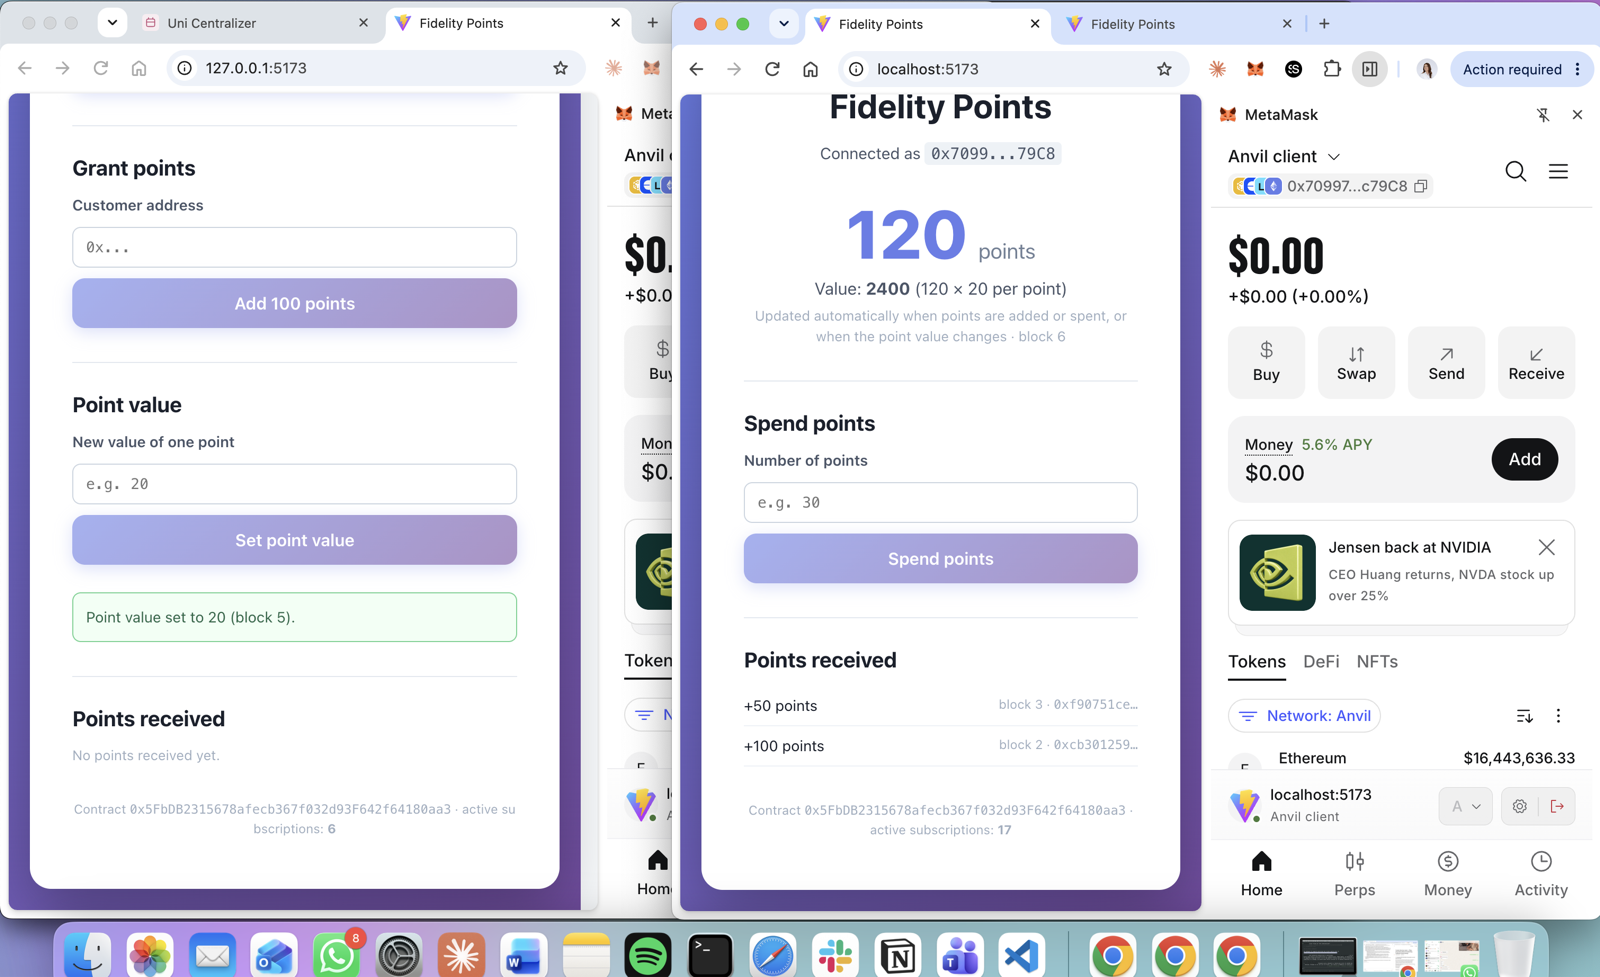 Uni Centralizer
Fidelity Points
127.0.0.1:5173
Grant points
Customer address
0x...
Add 100 points
Point value
New value of one point
e.g. 20
Set point value
Point value set to 20 (block 5).
Points received
No points received yet.
Contract 0x5FbDB2315678afecb367f032d93F642f64180aa3 · active su
bscriptions: 6
Anvil
$0.
+$0.0
$
Buy
$0.
Token
Home
Fidelity Points
Fidelity Points
localhost:5173
Action required
Fidelity Points
Connected as 0x7099...79C8
120 points
Value: 2400 (120 × 20 per point)
Updated automatically when points are added or spent, or
when the point value changes · block 6
Spend points
Number of points
e.g. 30
Spend points
Points received
+50 points block 3 · 0xf90751ce…
+100 points block 2 · 0xcb301259…
Contract 0x5FbDB2315678afecb367f032d93F642f64180aa3 ·
active subscriptions: 17
MetaMask
Anvil client
0x70997...c79C8
$0.00
+$0.00 (+0.00%)
$
Buy
Swap
Send
Receive
Money 5.6% APY
$0.00
Add
Jensen back at NVIDIA
CEO Huang returns, NVDA stock up
over 25%
Tokens DeFi NFTs
Network: Anvil
Ethereum $16,443,636.33
localhost:5173
Anvil client
A
Home
Perps
Money
Activity
8